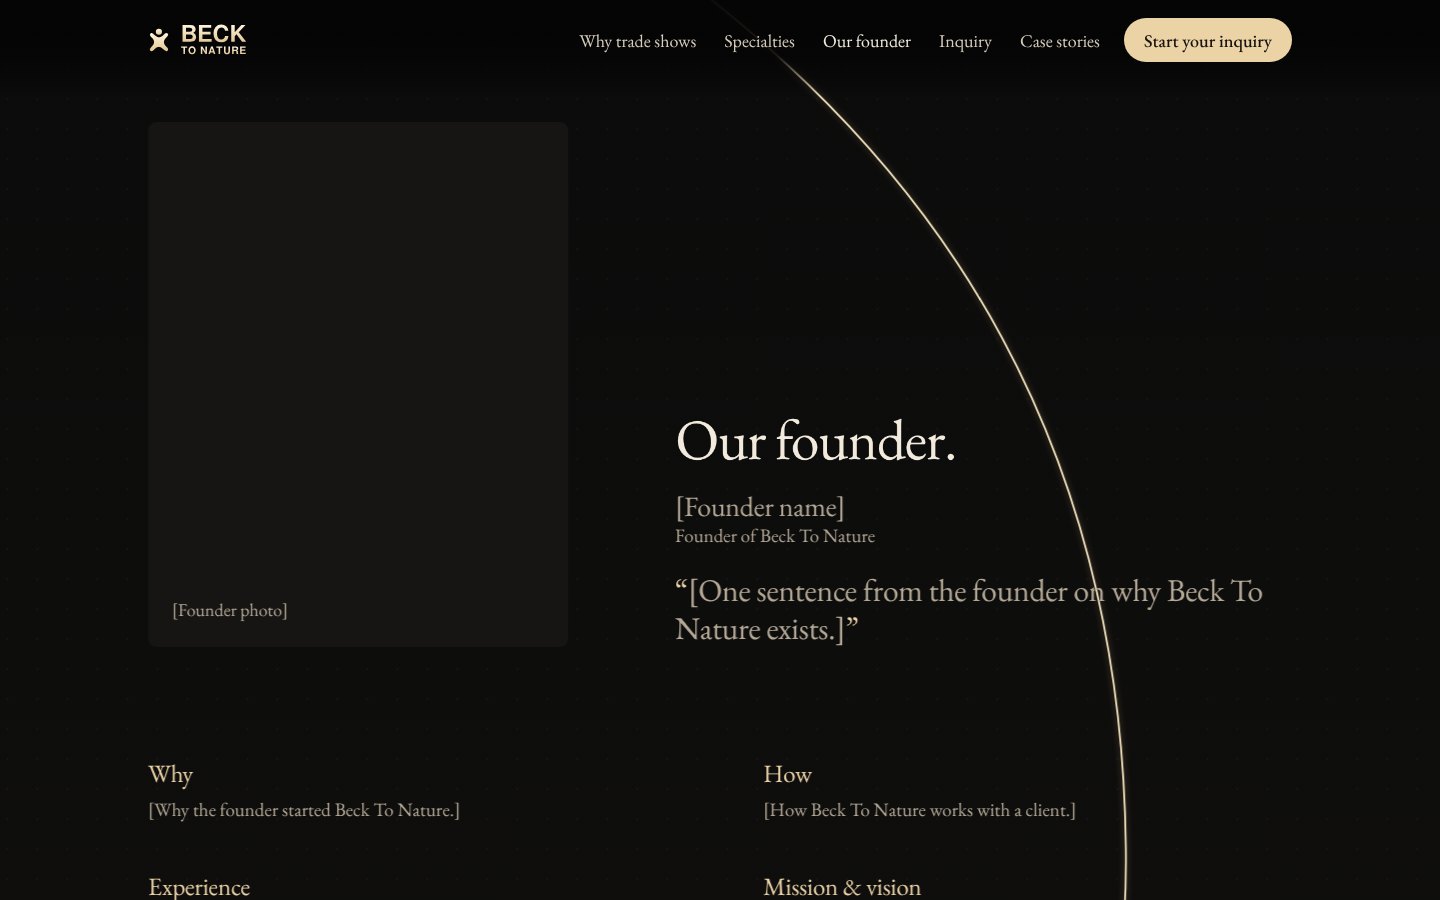 BECK
TO NATURE
Why trade shows
Specialties
Our founder
Inquiry
Case stories
Start your inquiry
[Founder photo]
Our founder.
[Founder name]
Founder of Beck To Nature
“[One sentence from the founder on why Beck To
Nature exists.]”
Why
[Why the founder started Beck To Nature.]
How
[How Beck To Nature works with a client.]
Experience
Mission & vision